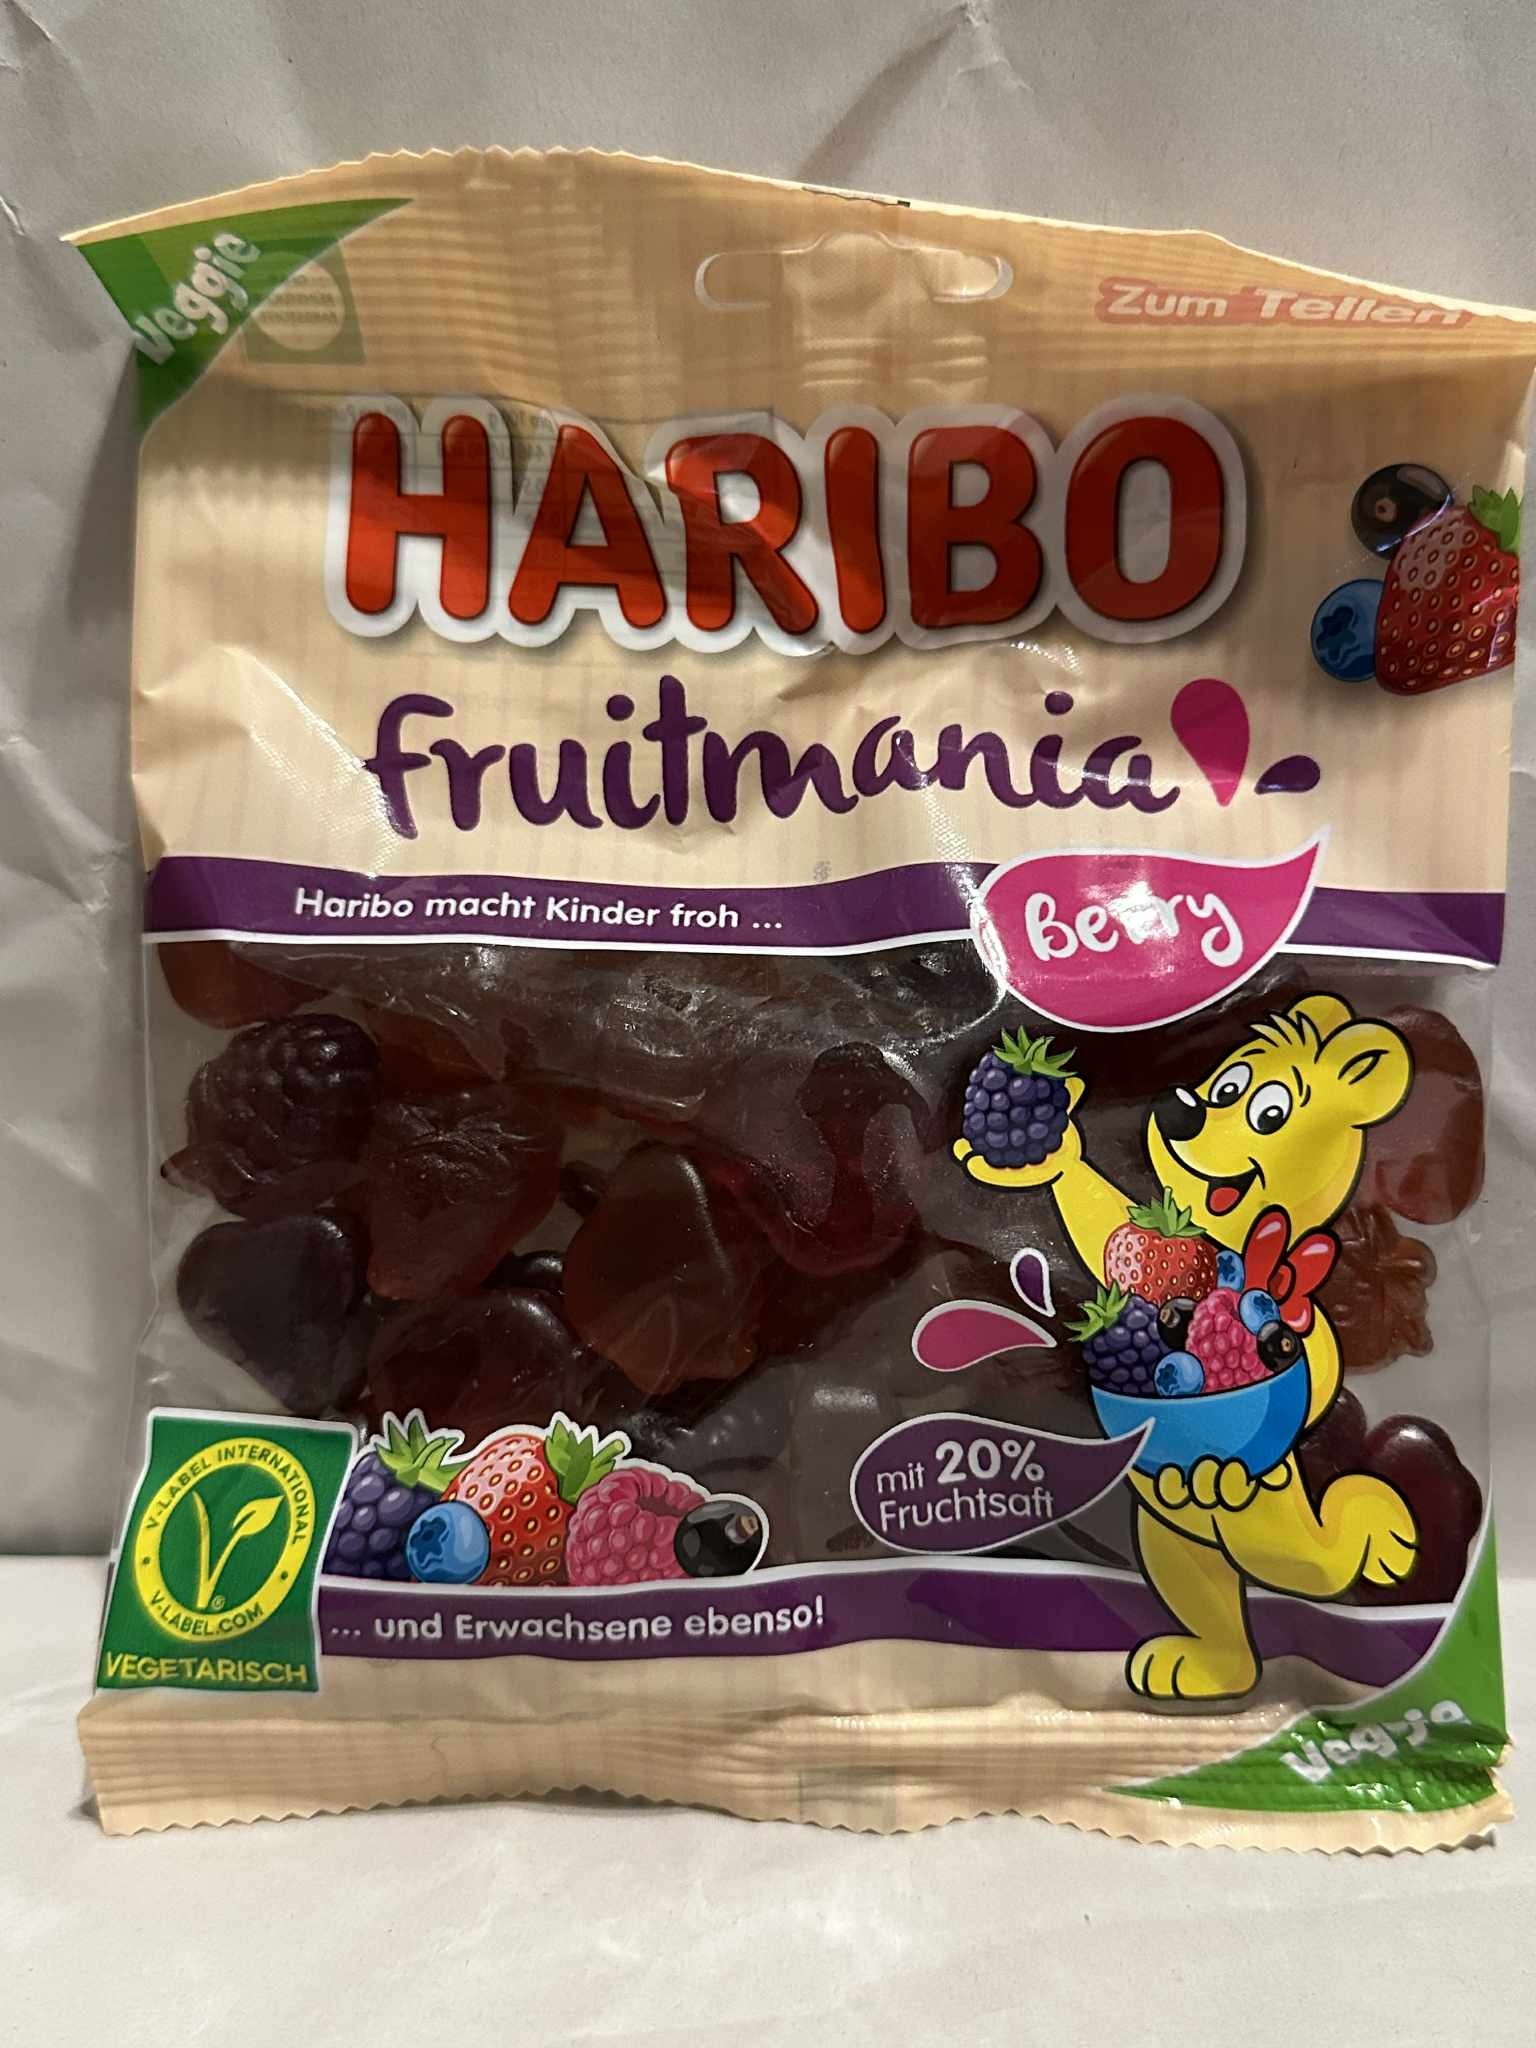 Veggie
Zum Teilen
HARIBO
fruitmania
Haribo macht Kinder froh ...
Berry
mit 20%
Fruchtsaft
V-LABEL INTERNATIONAL
V-LABEL.COM
VEGETARISCH
... und Erwachsene ebenso!
Veggie